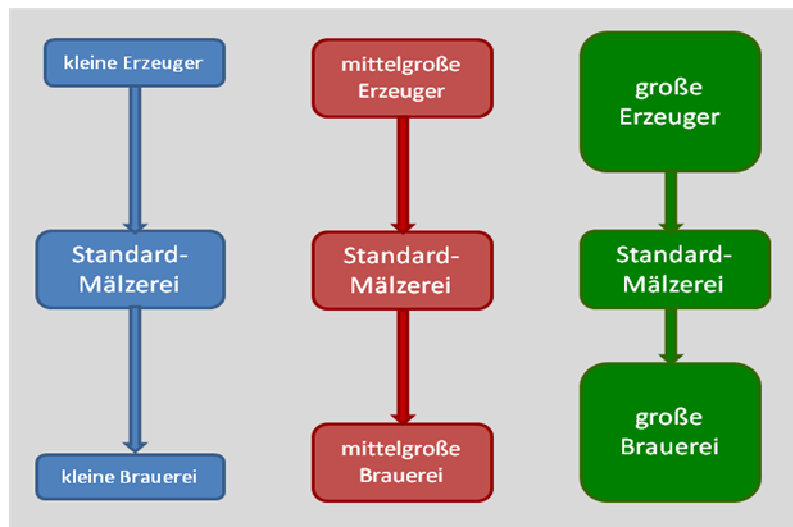 kleine Erzeuger
Standard-
Mälzerei
kleine Brauerei
mittelgroße
Erzeuger
Standard-
Mälzerei
mittelgroße
Brauerei
große
Erzeuger
Standard-
Mälzerei
große
Brauerei